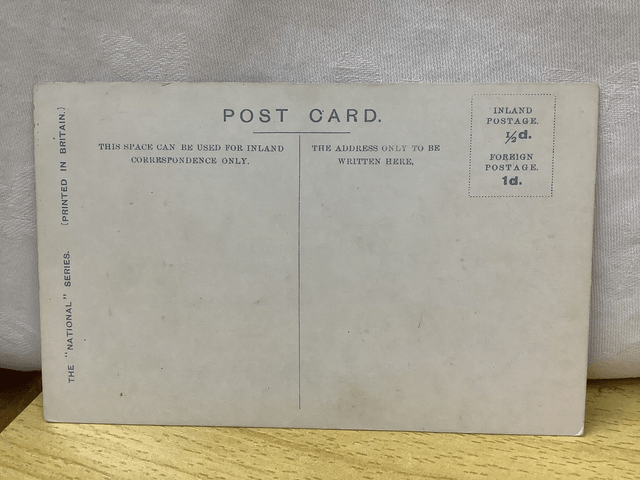 POST CARD.
THIS SPACE CAN BE USED FOR INLAND
CORRESPONDENCE ONLY.
THE ADDRESS ONLY TO BE
WRITTEN HERE.
INLAND
POSTAGE.
½d.
FOREIGN
POSTAGE.
1d.
THE "NATIONAL" SERIES. [PRINTED IN BRITAIN.]